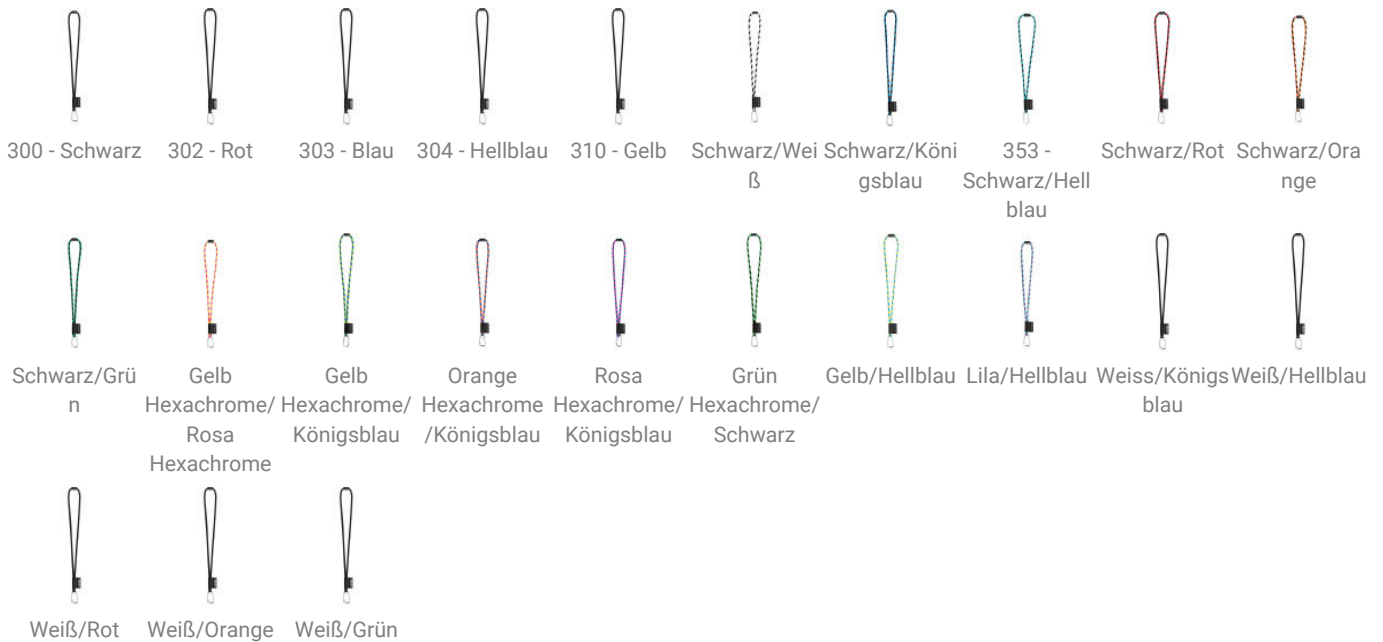 300 - Schwarz
302 - Rot
303 - Blau
304 - Hellblau
310 - Gelb
Schwarz/Wei
ß
Schwarz/Köni
gsblau
353 -
Schwarz/Hell
blau
Schwarz/Rot
Schwarz/Ora
nge
Schwarz/Grü
n
Gelb
Hexachrome/
Rosa
Hexachrome
Gelb
Hexachrome/
Königsblau
Orange
Hexachrome
/Königsblau
Rosa
Hexachrome/
Königsblau
Grün
Hexachrome/
Schwarz
Gelb/Hellblau
Lila/Hellblau
Weiss/Königs
blau
Weiß/Hellblau
Weiß/Rot
Weiß/Orange
Weiß/Grün